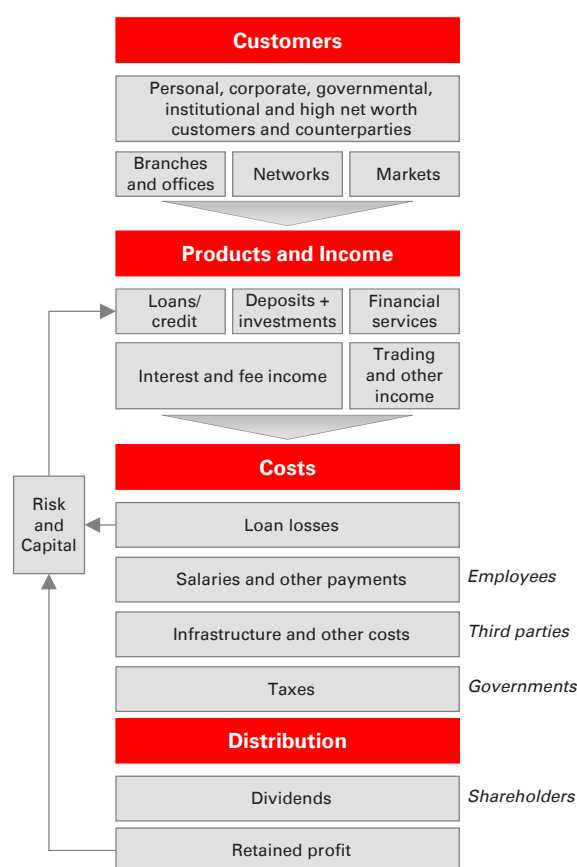 Customers
Personal, corporate, governmental,
institutional and high net worth
customers and counterparties
Branches
and offices
Networks
Markets
Products and Income
Loans/
credit
Deposits +
investments
Financial
services
Interest and fee income
Trading
and other
income
Costs
Risk
and
Capital
Loan losses
Salaries and other payments
Employees
Infrastructure and other costs
Third parties
Taxes
Governments
Distribution
Dividends
Shareholders
Retained profit